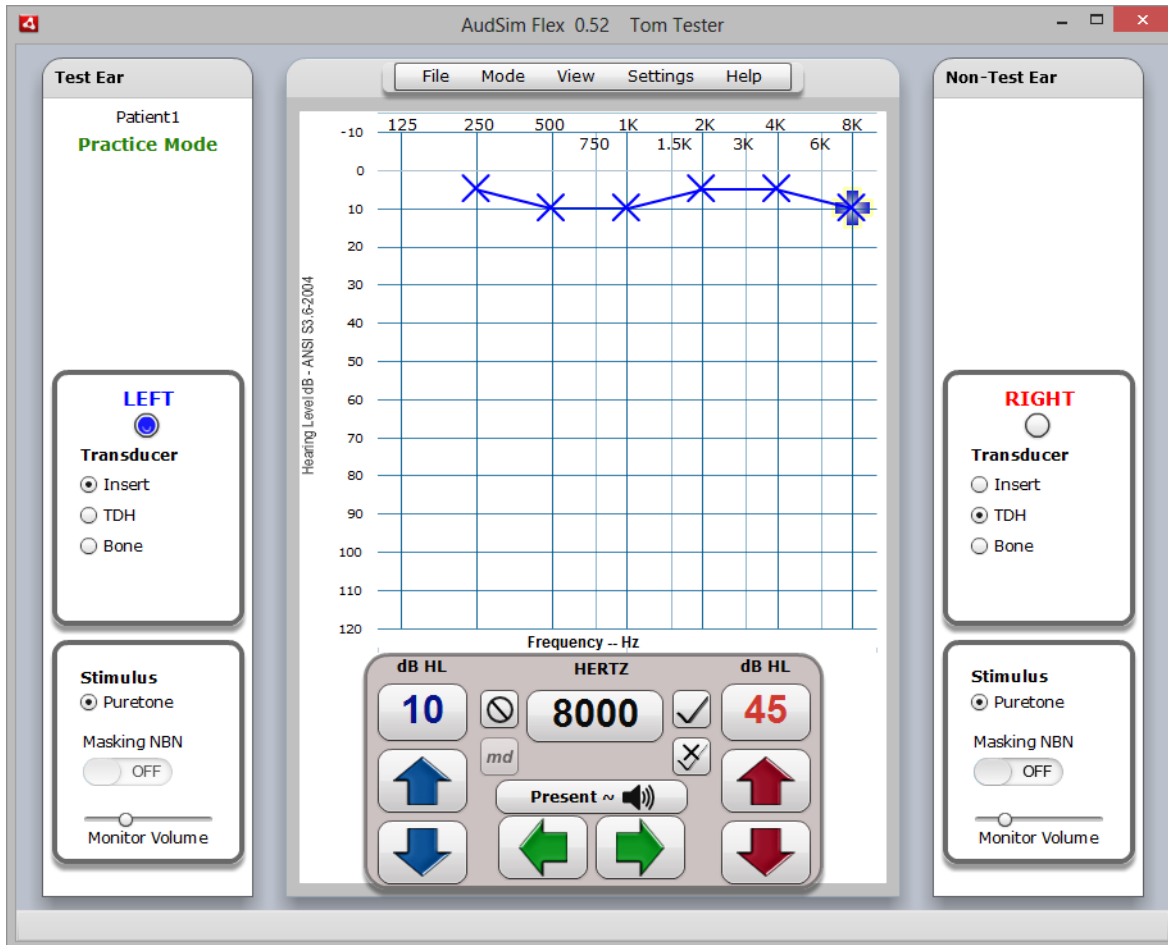 AudSim Flex 0.52 Tom Tester
Test Ear
Patient1
Practice Mode
LEFT
Transducer
Insert
TDH
Bone
Stimulus
Puretone
Masking NBN
OFF
Monitor Volume
File Mode View Settings Help
125 250 500 1K 2K 4K 8K
750 1.5K 3K 6K
-10
0
10
20
30
40
50
60
70
80
90
100
110
120
Hearing Level dB - ANSI S3.6-2004
Frequency -- Hz
dB HL HERTZ dB HL
10 8000 45
md
Present ~
Non-Test Ear
RIGHT
Transducer
Insert
TDH
Bone
Stimulus
Puretone
Masking NBN
OFF
Monitor Volume